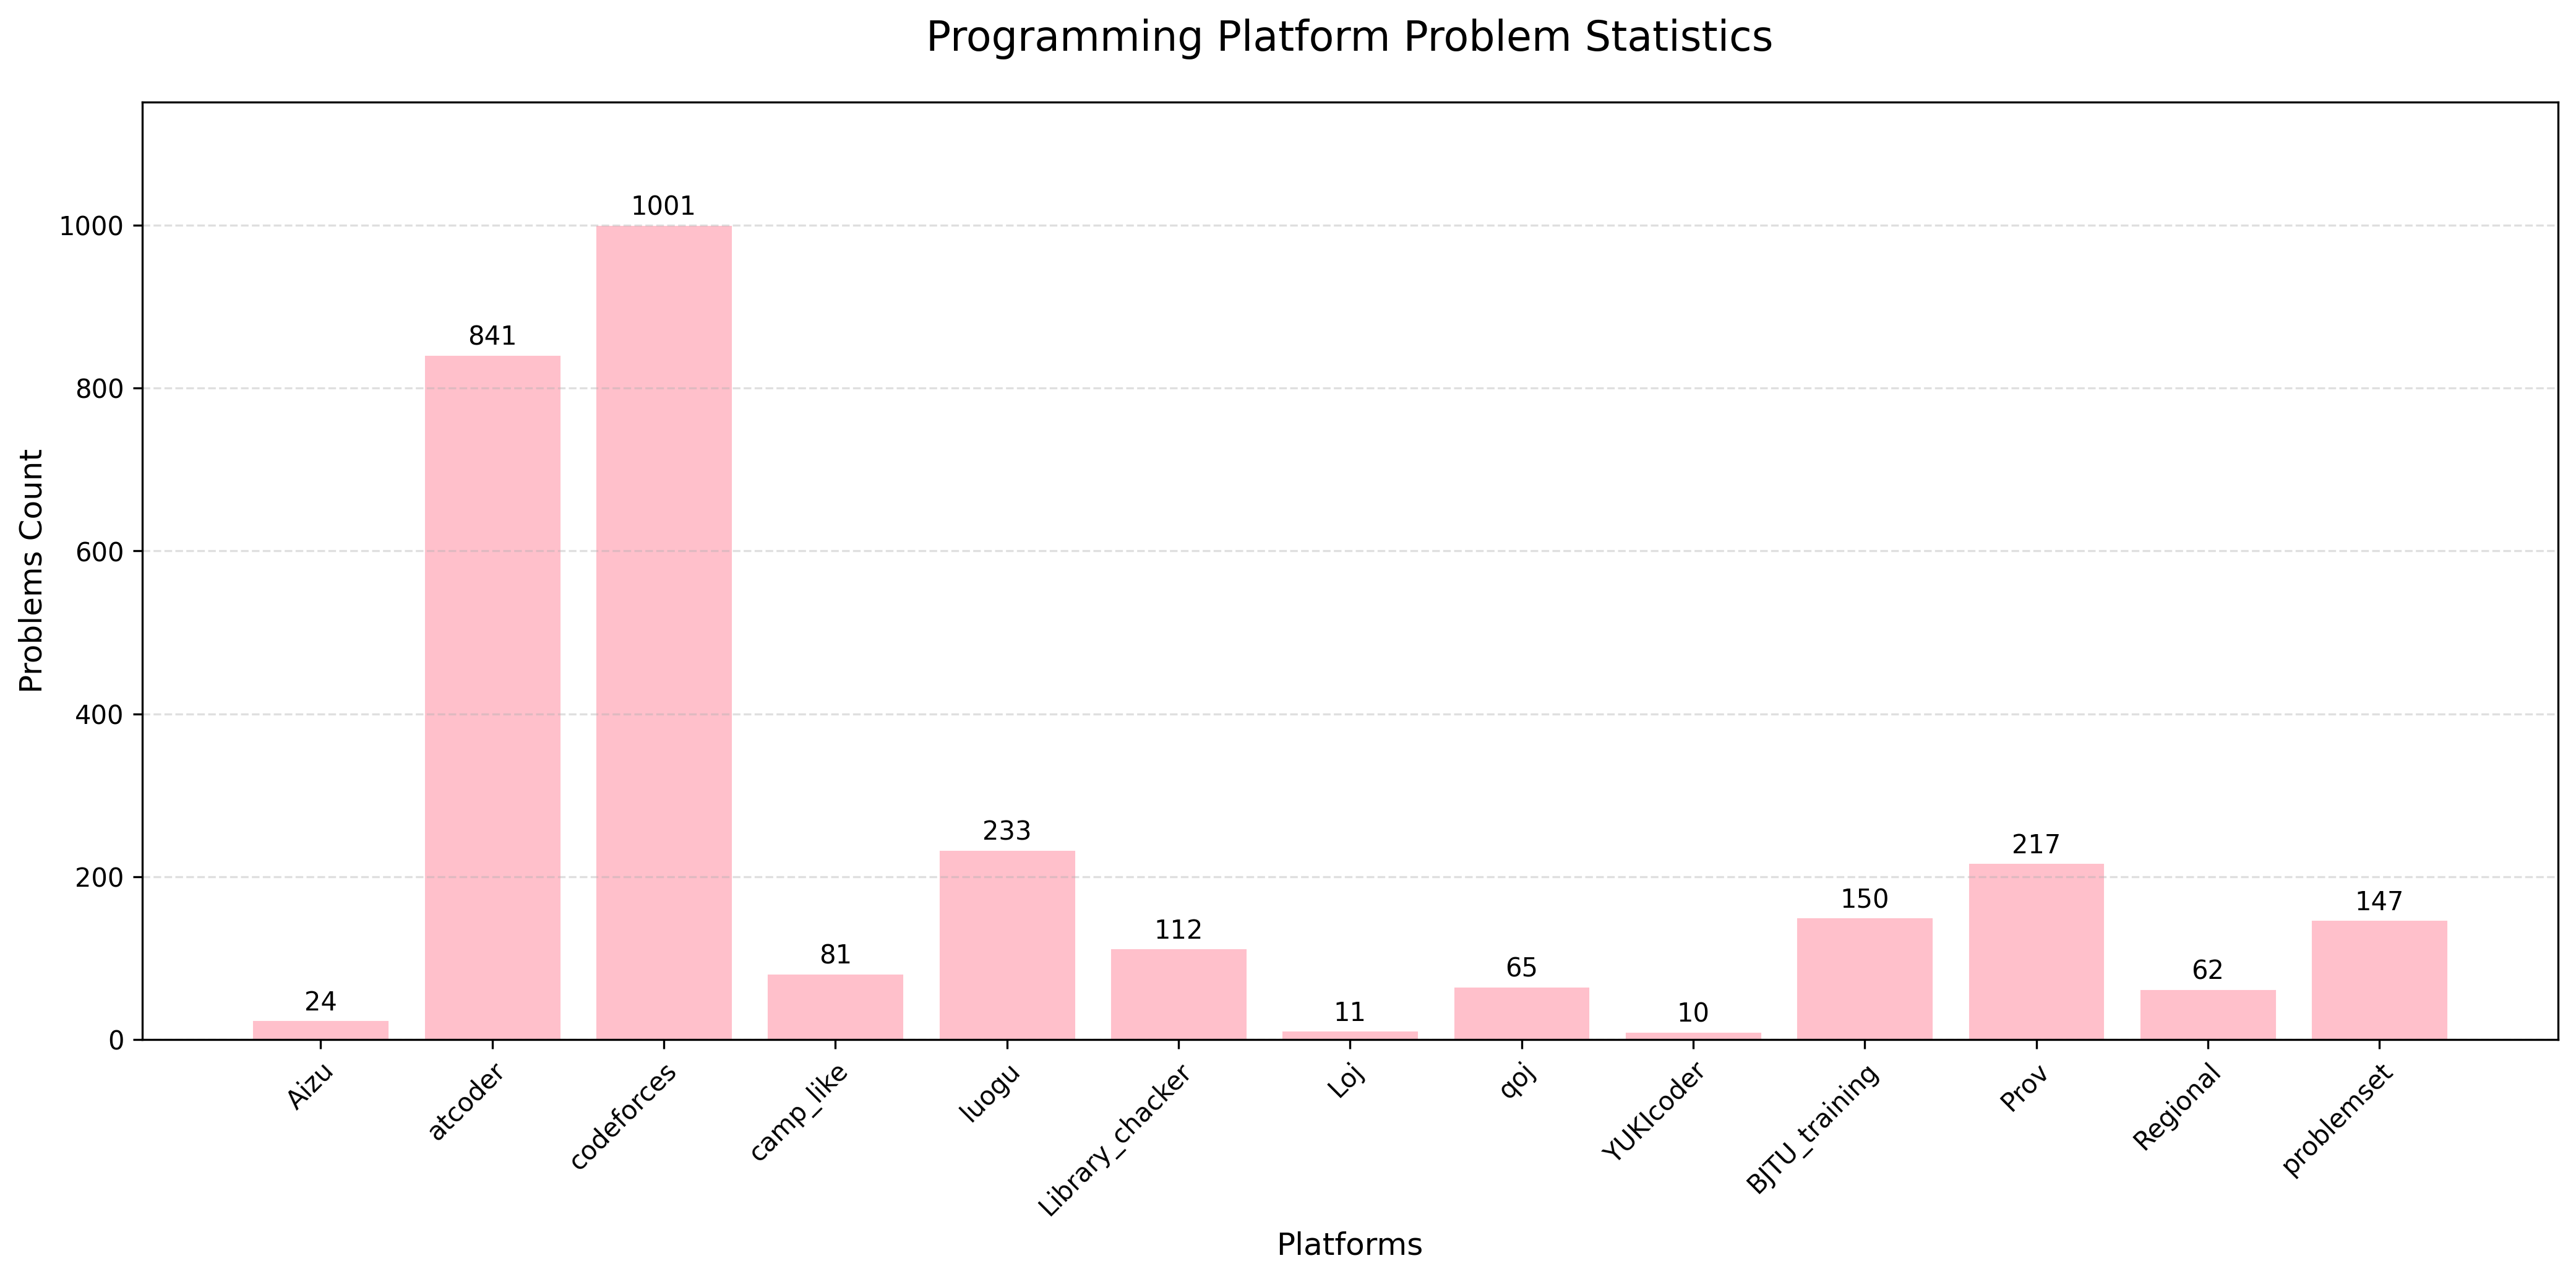 Programming Platform Problem Statistics
Problems Count
1000
800
600
400
200
0
24
841
1001
81
233
112
11
65
10
150
217
62
147
Aizu
atcoder
codeforces
camp_like
luogu
Library_chacker
Loj
qoj
YUKIcoder
BJTU_training
Prov
Regional
problemset
Platforms